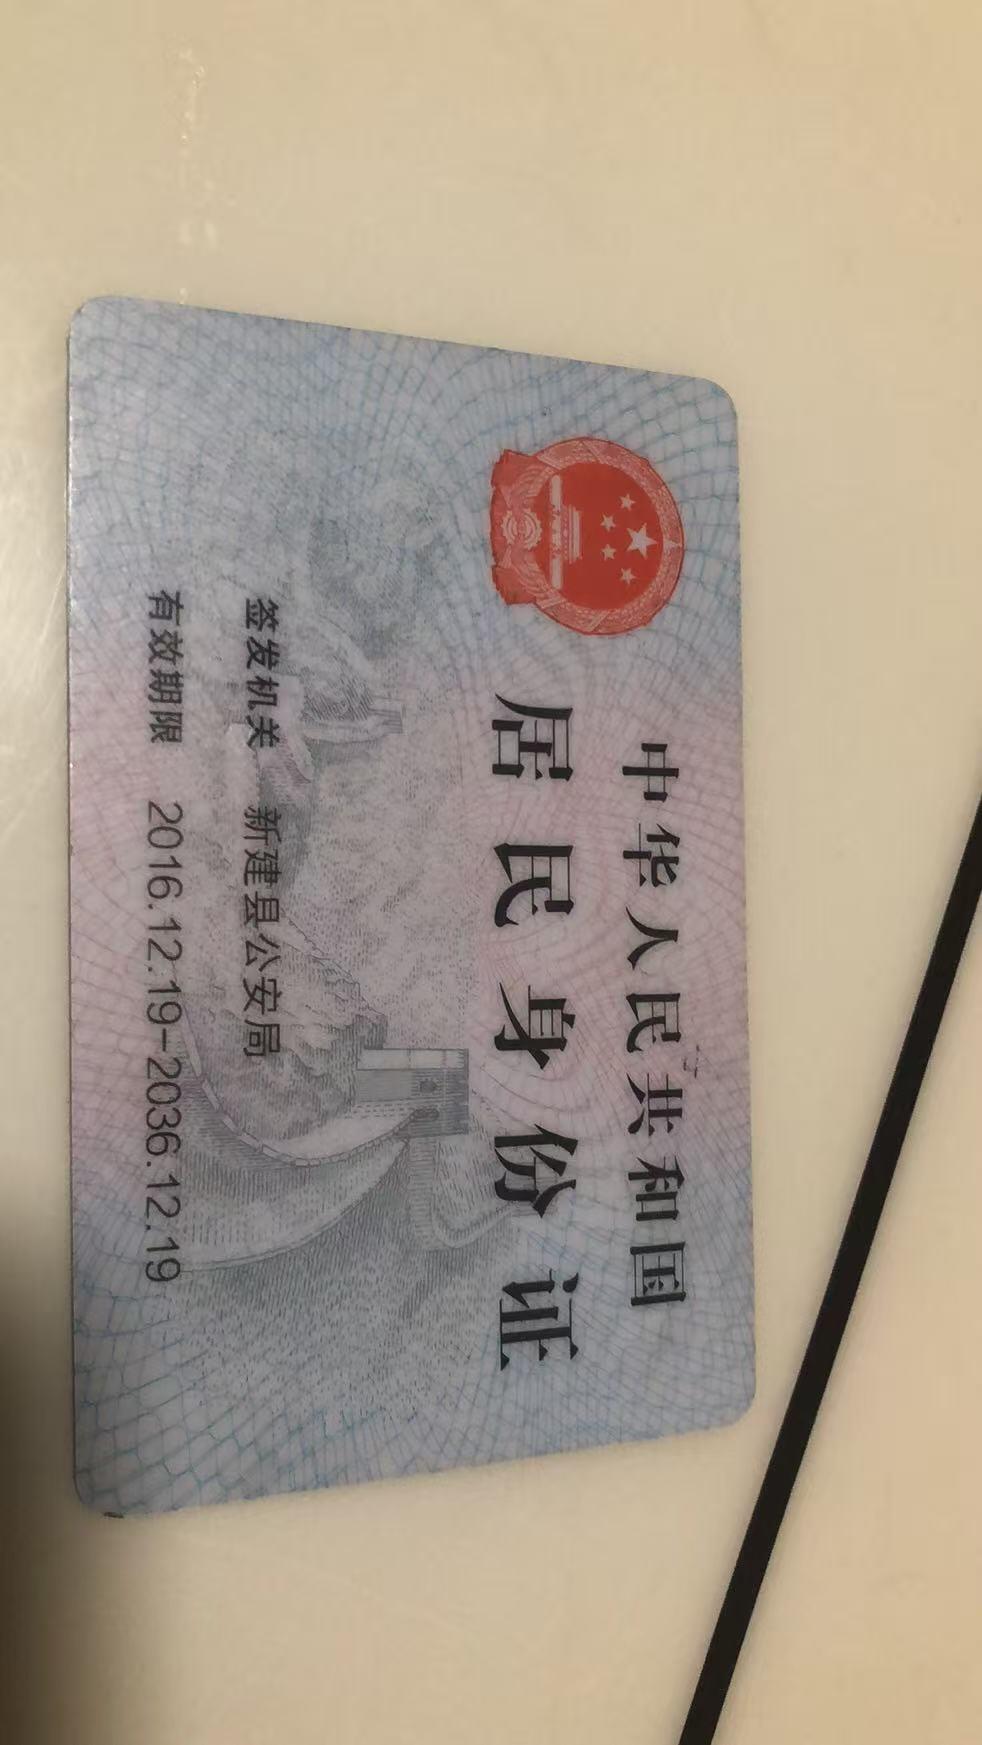 中华人民共和国
居民身份证
签发机关 新建县公安局
有效期限 2016.12.19-2036.12.19